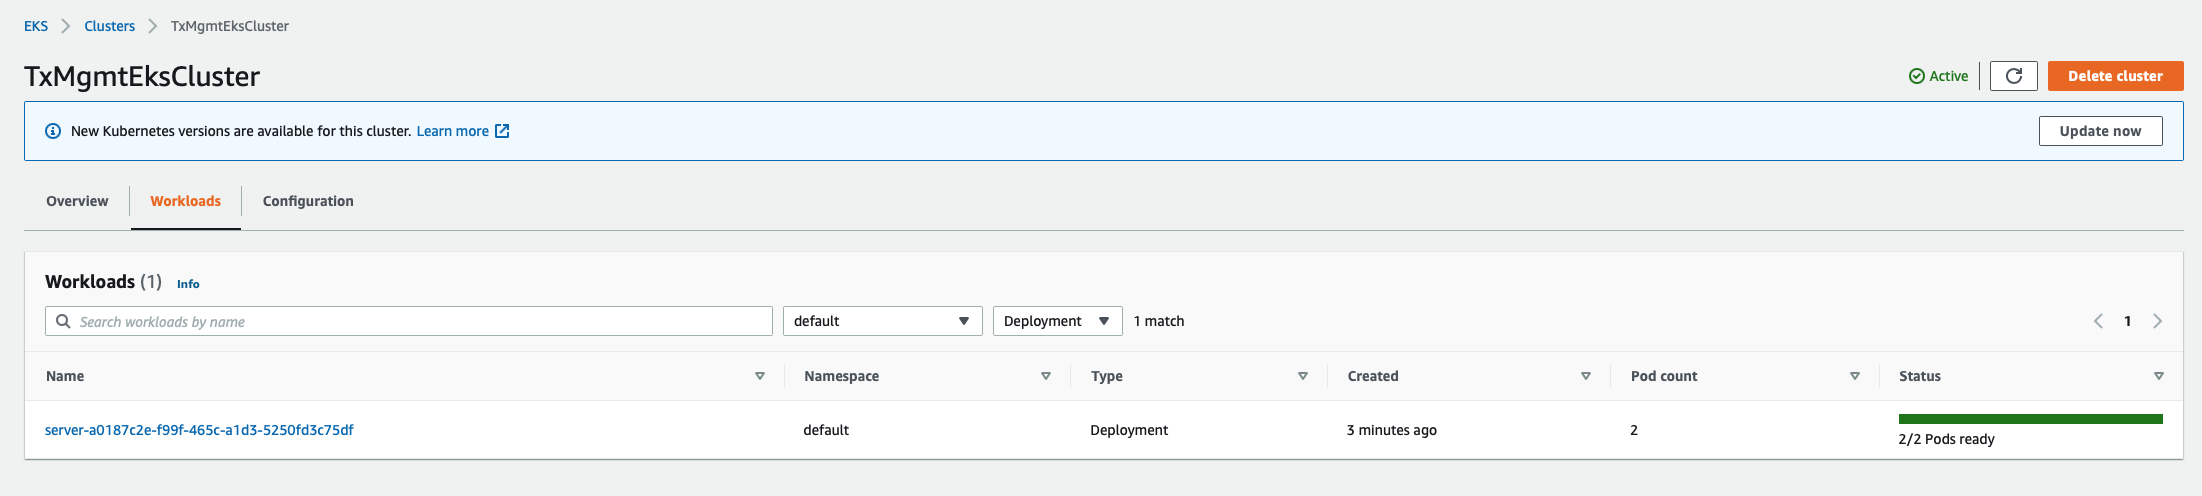 EKS > Clusters > TxMgmtEksCluster
TxMgmtEksCluster
Active
Delete cluster
New Kubernetes versions are available for this cluster. Learn more
Update now
Overview Workloads Configuration
Workloads (1) Info
Search workloads by name default Deployment 1 match 1
Name Namespace Type Created Pod count Status
server-a0187c2e-f99f-465c-a1d3-5250fd3c75df default Deployment 3 minutes ago 2
2/2 Pods ready